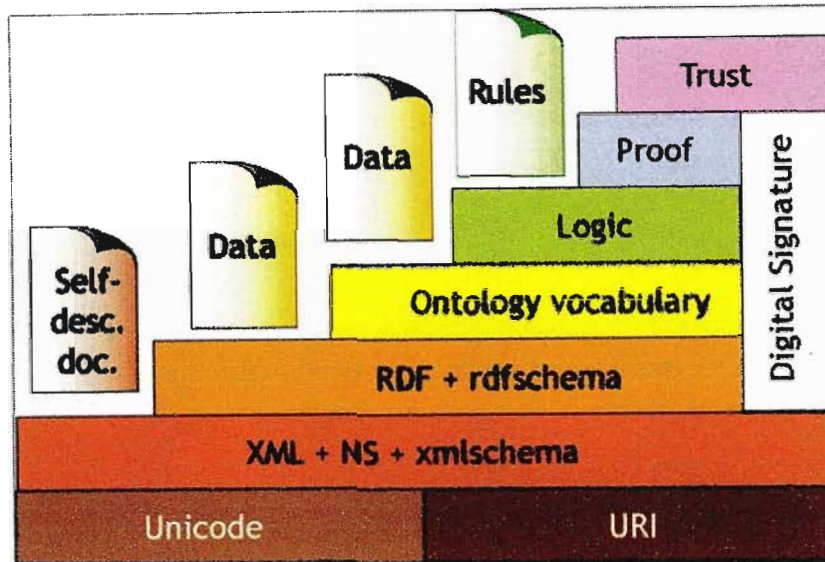 Rules
Trust
Data
Proof
Data
Logic
Self-
desc.
doc.
Ontology vocabulary
Digital Signature
RDF + rdfschema
XML + NS + xmlschema
Unicode
URI